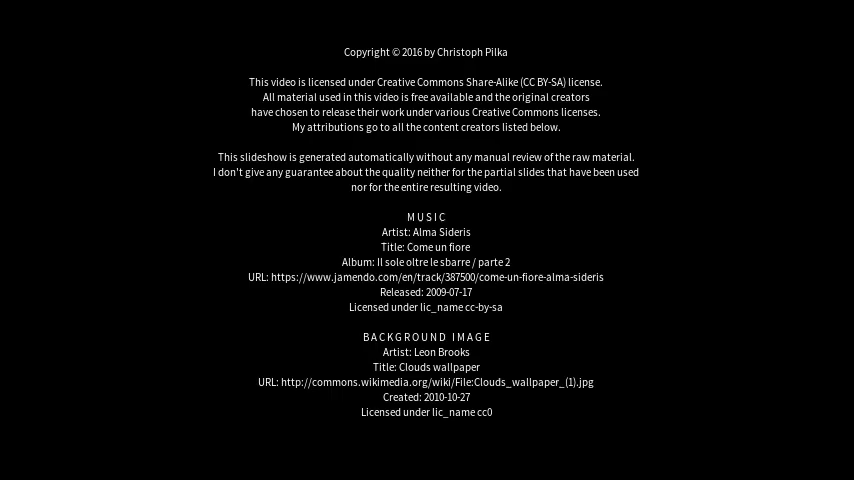 Copyright © 2016 by Christoph Pilka
This video is licensed under Creative Commons Share-Alike (CC BY-SA) license.
All material used in this video is free available and the original creators
have chosen to release their work under various Creative Commons licenses.
My attributions go to all the content creators listed below.
This slideshow is generated automatically without any manual review of the raw material.
I don't give any guarantee about the quality neither for the partial slides that have been used
nor for the entire resulting video.
MUSIC
Artist: Alma Sideris
Title: Come un fiore
Album: Il sole oltre le sbarre / parte 2
URL: https://www.jamendo.com/en/track/387500/come-un-fiore-alma-sideris
Released: 2009-07-17
Licensed under lic_name cc-by-sa
BACKGROUND IMAGE
Artist: Leon Brooks
Title: Clouds wallpaper
URL: http://commons.wikimedia.org/wiki/File:Clouds_wallpaper_(1).jpg
Created: 2010-10-27
Licensed under lic_name cc0